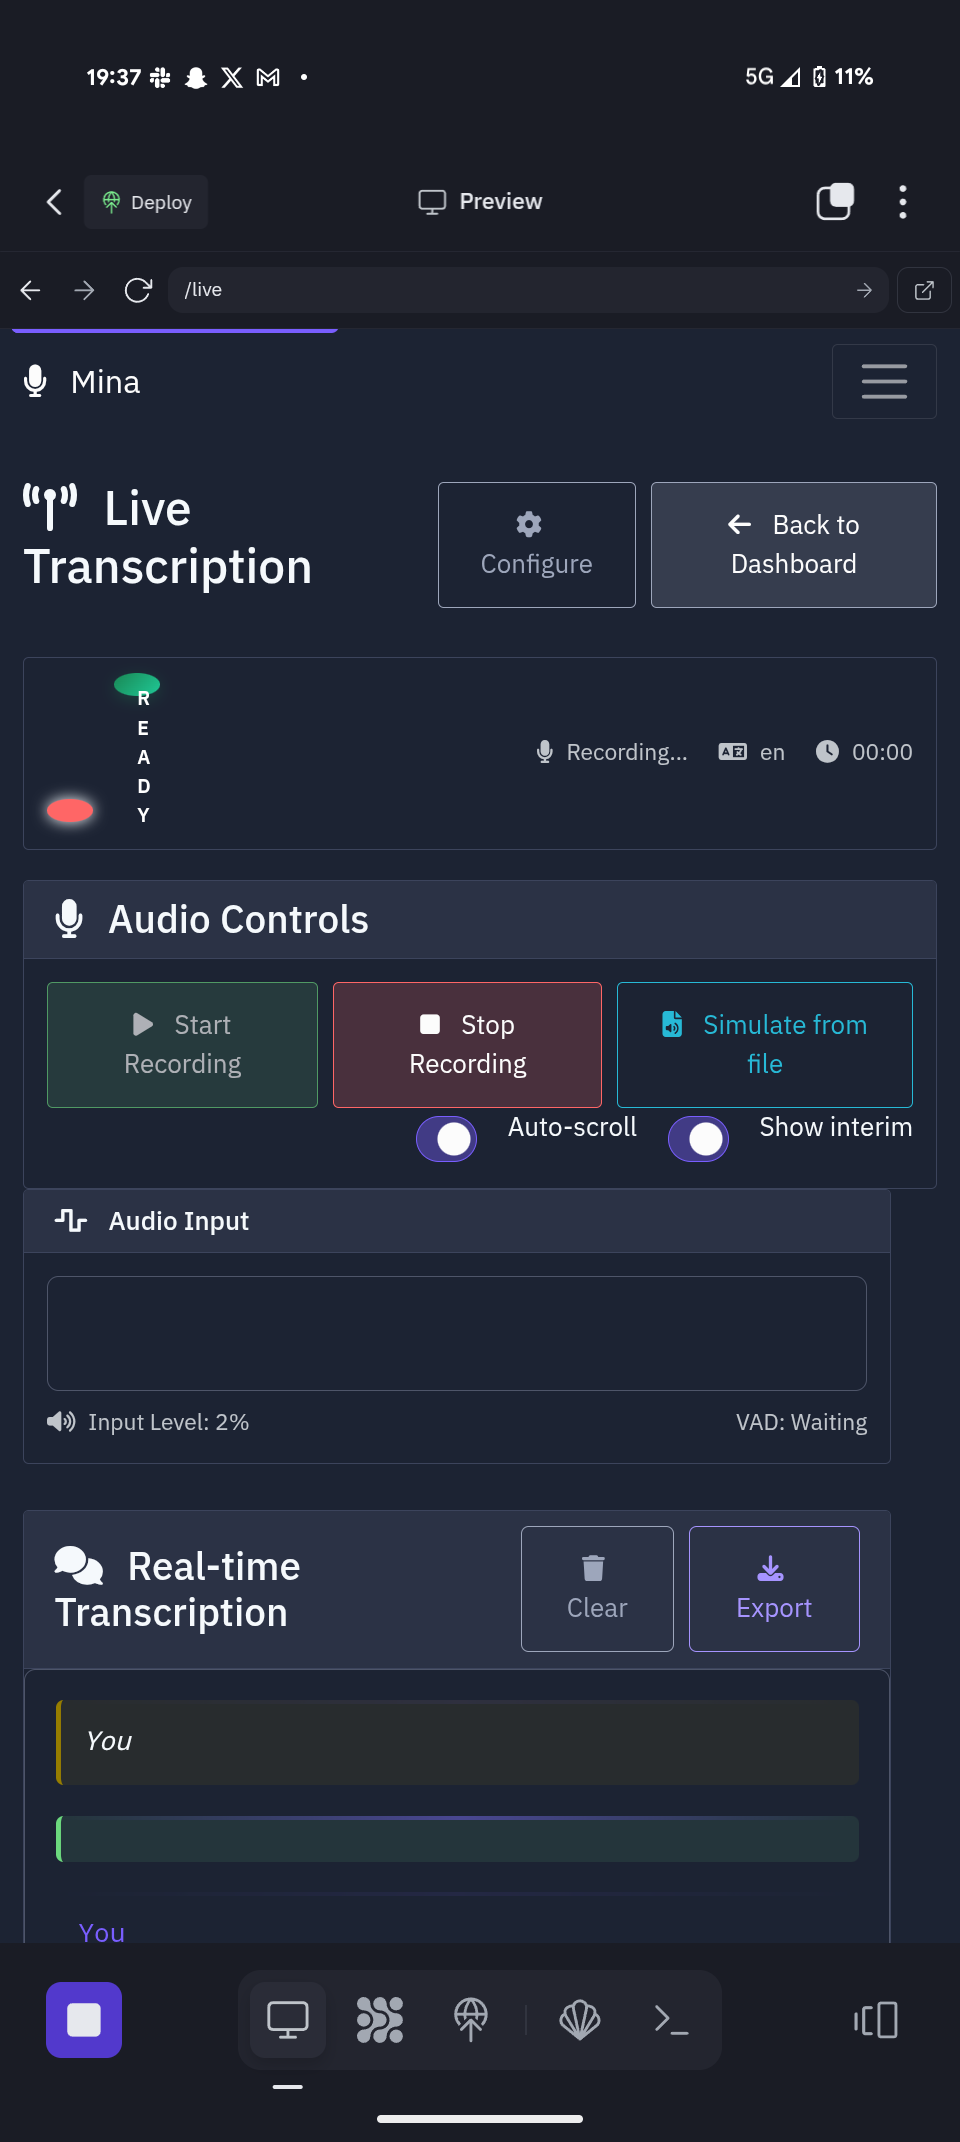 19:37
5G 11%
Deploy
Preview
/live
Mina
Live
Transcription
Configure
Back to
Dashboard
READY
Recording...
en
00:00
Audio Controls
Start
Recording
Stop
Recording
Simulate from
file
Auto-scroll
Show interim
Audio Input
Input Level: 2%
VAD: Waiting
Real-time
Transcription
Clear
Export
You
You